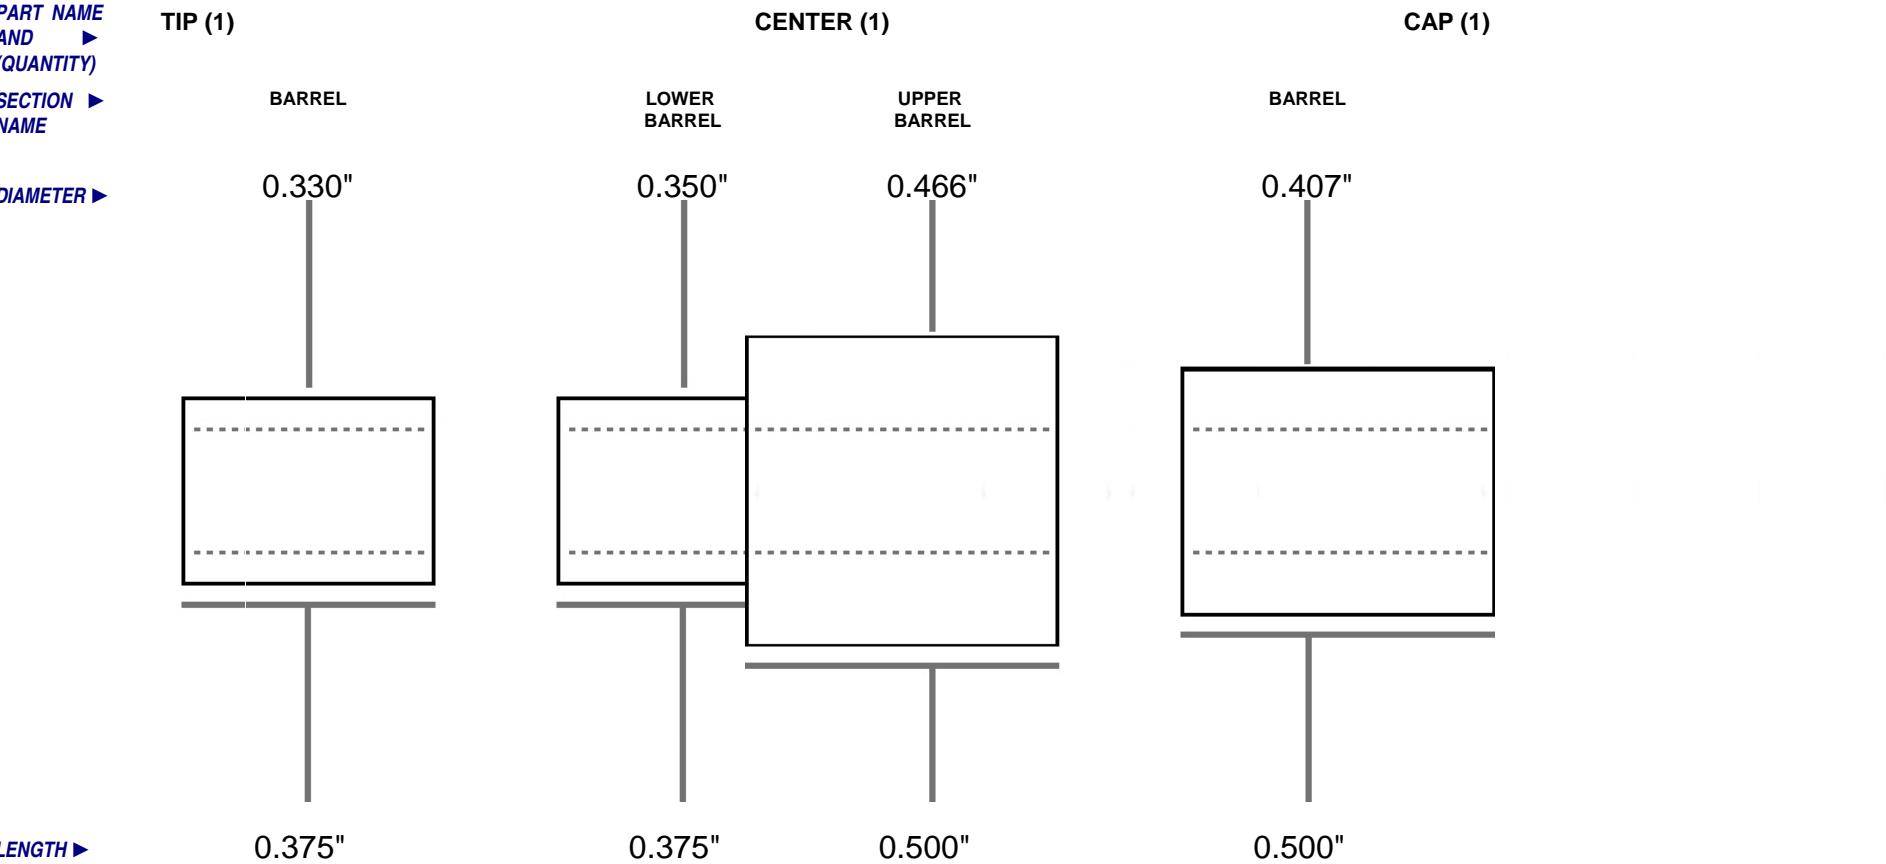 PART NAME
AND ►
(QUANTITY)
TIP (1)
CENTER (1)
CAP (1)
SECTION ►
NAME
BARREL
LOWER
BARREL
UPPER
BARREL
BARREL
DIAMETER ►
0.330"
0.350"
0.466"
0.407"
LENGTH ►
0.375"
0.375"
0.500"
0.500"